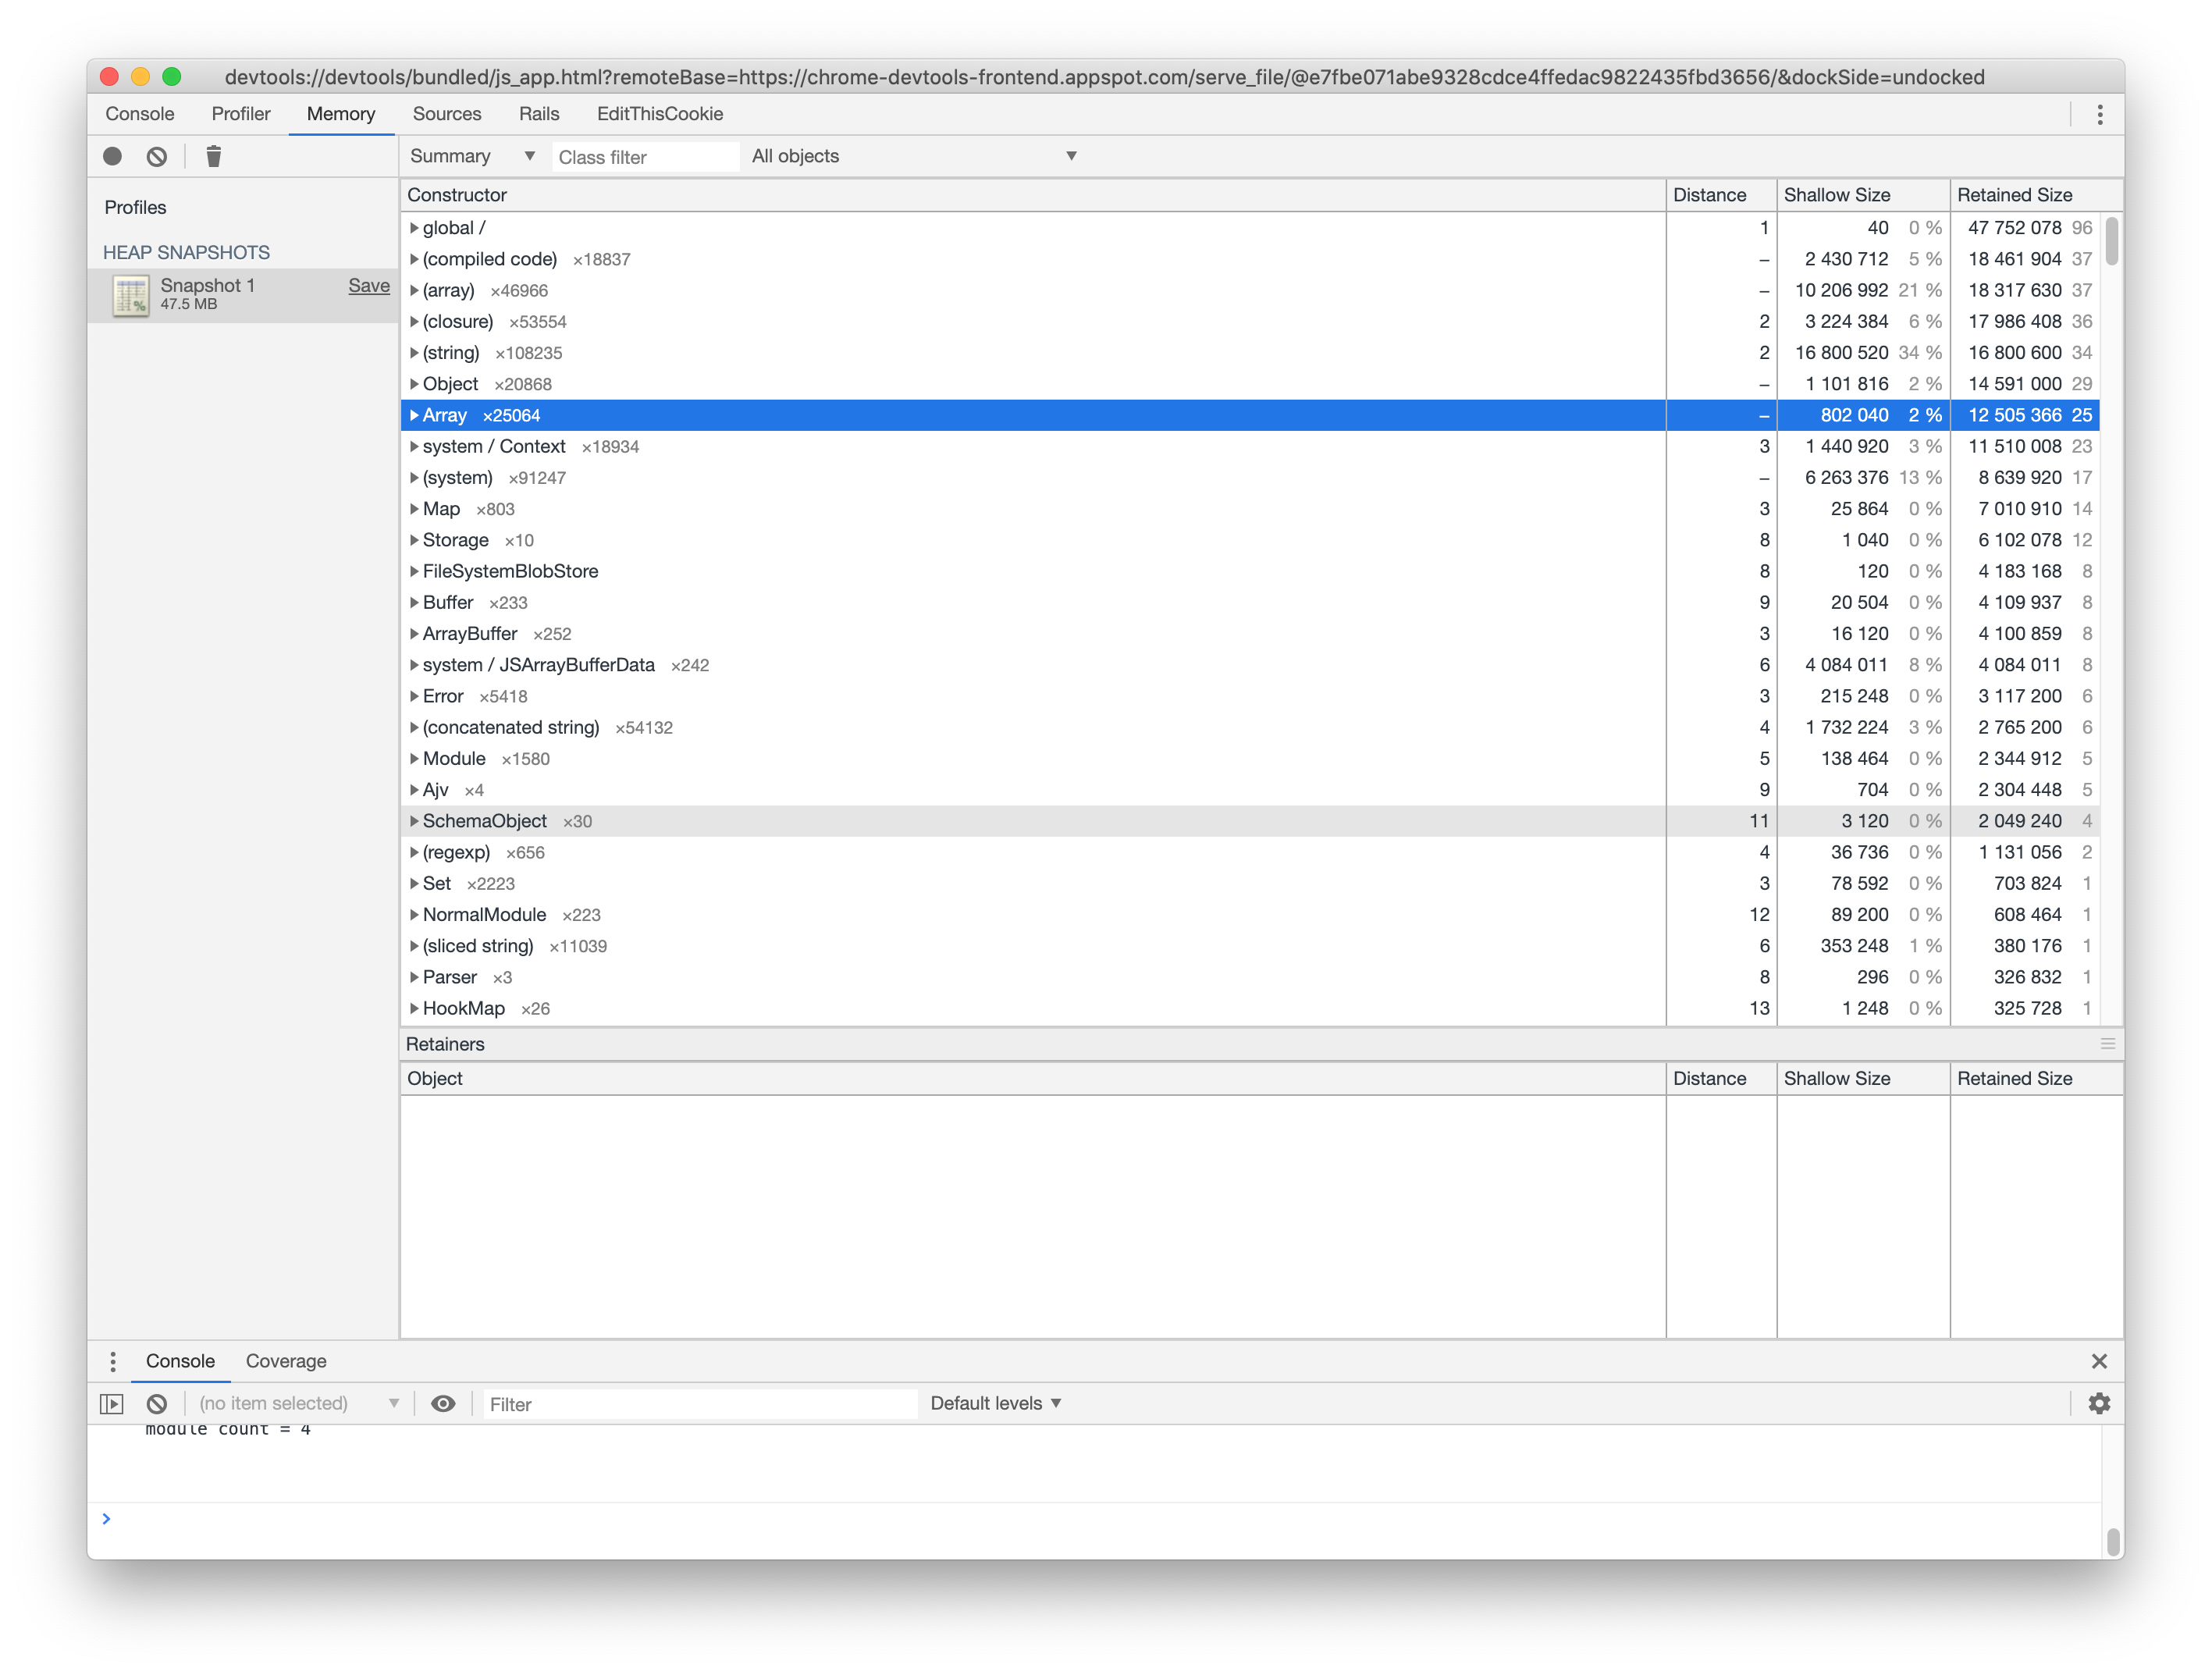 devtools://devtools/bundled/js_app.html?remoteBase=https://chrome-devtools-frontend.appspot.com/serve_file/@e7fbe071abe9328cdce4ffedac9822435fbd3656/&dockSide=undocked
Console Profiler Memory Sources Rails EditThisCookie
Summary Class filter All objects
Profiles
HEAP SNAPSHOTS
Snapshot 1 Save
47.5 MB
Constructor Distance Shallow Size Retained Size
global / 1 40 0 % 47 752 078 96
(compiled code) ×18837 – 2 430 712 5 % 18 461 904 37
(array) ×46966 – 10 206 992 21 % 18 317 630 37
(closure) ×53554 2 3 224 384 6 % 17 986 408 36
(string) ×108235 2 16 800 520 34 % 16 800 600 34
Object ×20868 – 1 101 816 2 % 14 591 000 29
Array ×25064 – 802 040 2 % 12 505 366 25
system / Context ×18934 3 1 440 920 3 % 11 510 008 23
(system) ×91247 – 6 263 376 13 % 8 639 920 17
Map ×803 3 25 864 0 % 7 010 910 14
Storage ×10 8 1 040 0 % 6 102 078 12
FileSystemBlobStore 8 120 0 % 4 183 168 8
Buffer ×233 9 20 504 0 % 4 109 937 8
ArrayBuffer ×252 3 16 120 0 % 4 100 859 8
system / JSArrayBufferData ×242 6 4 084 011 8 % 4 084 011 8
Error ×5418 3 215 248 0 % 3 117 200 6
(concatenated string) ×54132 4 1 732 224 3 % 2 765 200 6
Module ×1580 5 138 464 0 % 2 344 912 5
Ajv ×4 9 704 0 % 2 304 448 5
SchemaObject ×30 11 3 120 0 % 2 049 240 4
(regexp) ×656 4 36 736 0 % 1 131 056 2
Set ×2223 3 78 592 0 % 703 824 1
NormalModule ×223 12 89 200 0 % 608 464 1
(sliced string) ×11039 6 353 248 1 % 380 176 1
Parser ×3 8 296 0 % 326 832 1
HookMap ×26 13 1 248 0 % 325 728 1
Retainers
Object Distance Shallow Size Retained Size
Console Coverage
(no item selected) Filter Default levels
module count = 4